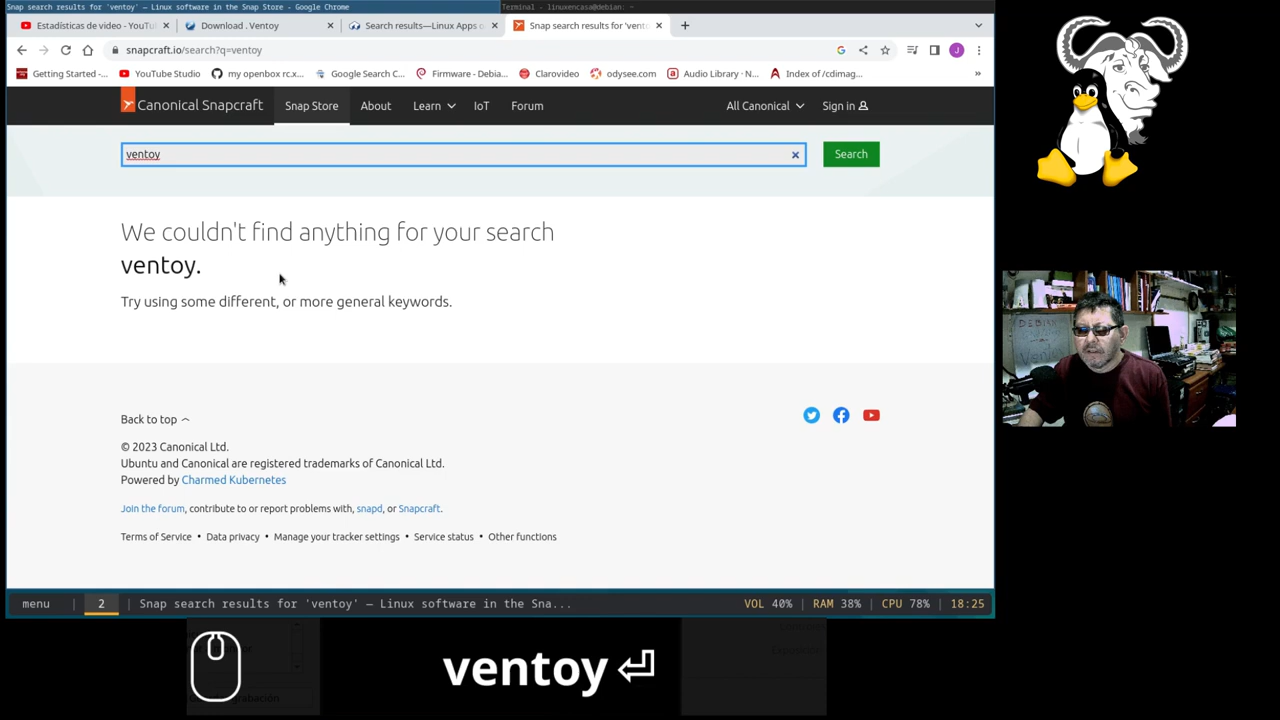 Snap search results for 'ventoy' — Linux software in the Snap Store - Google Chrome
Terminal - linuxencasa@debian: ~
Estadísticas de video - YouTu
Download . Ventoy
Search results—Linux Apps o
Snap search results for 'vento
snapcraft.io/search?q=ventoy
J
Getting Started -...
YouTube Studio
my openbox rc.x...
Google Search C...
Firmware - Debia...
Clarovideo
odysee.com
Audio Library · No...
Index of /cdimag...
»
Canonical Snapcraft
Snap Store
About
Learn
IoT
Forum
All Canonical
Sign in
ventoy
Search
We couldn't find anything for your search
ventoy.
Try using some different, or more general keywords.
Back to top
© 2023 Canonical Ltd.
Ubuntu and Canonical are registered trademarks of Canonical Ltd.
Powered by Charmed Kubernetes
Join the forum, contribute to or report problems with, snapd, or Snapcraft.
Terms of Service • Data privacy • Manage your tracker settings • Service status • Other functions
menu | 2 | Snap search results for 'ventoy' — Linux software in the Sna...
VOL 40% | RAM 38% | CPU 78% | 18:25
DEBIAN
ventoy